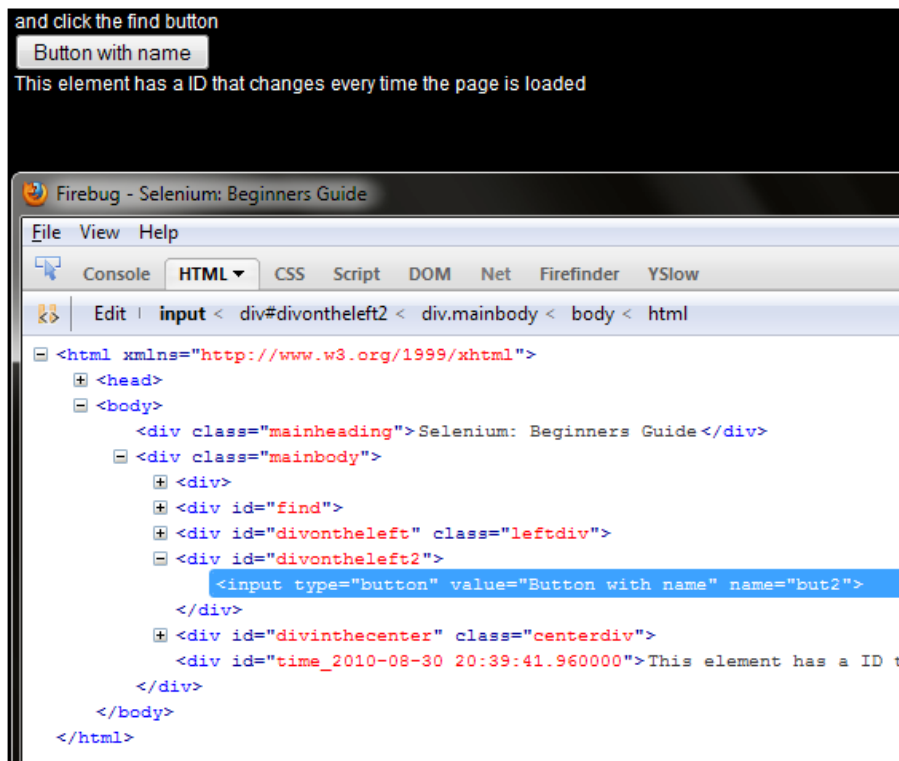 and click the find button
Button with name
This element has a ID that changes every time the page is loaded
Firebug - Selenium: Beginners Guide
File View Help
Console HTML CSS Script DOM Net Firefinder YSlow
Edit input < div#divontheleft2 < div.mainbody < body < html
<html xmlns="http://www.w3.org/1999/xhtml">
<head>
<body>
<div class="mainheading">Selenium: Beginners Guide</div>
<div class="mainbody">
<div>
<div id="find">
<div id="divontheleft" class="leftdiv">
<div id="divontheleft2">
<input type="button" value="Button with name" name="but2">
</div>
<div id="divinthecenter" class="centerdiv">
<div id="time_2010-08-30 20:39:41.960000">This element has a ID
</div>
</body>
</html>